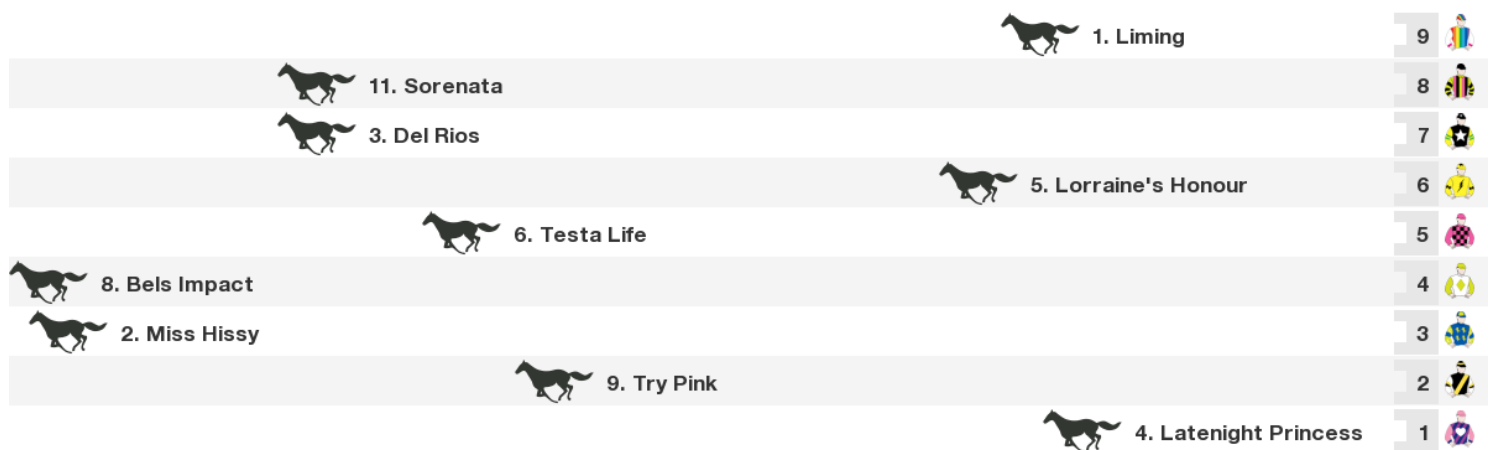 1. Liming 9
11. Sorenata 8
3. Del Rios 7
5. Lorraine's Honour 6
6. Testa Life 5
8. Bels Impact 4
2. Miss Hissy 3
9. Try Pink 2
4. Latenight Princess 1